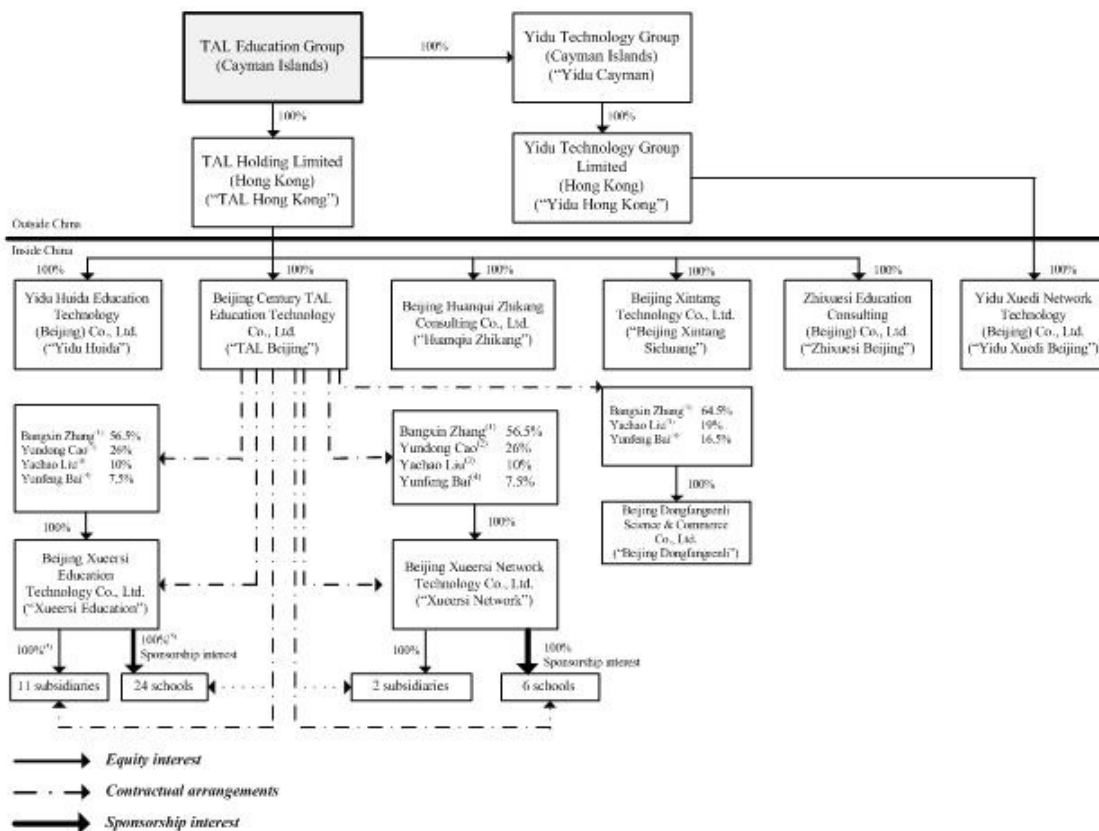 TAL Education Group
(Cayman Islands)
100%
Yidu Technology Group
(Cayman Islands)
("Yidu Cayman)
100%
100%
TAL Holding Limited
(Hong Kong)
("TAL Hong Kong")
Yidu Technology Group
Limited
(Hong Kong)
("Yidu Hong Kong")
Outside China
Inside China
100%
100%
100%
100%
100%
100%
Yidu Huida Education
Technology
(Beijing) Co., Ltd.
("Yidu Huida")
Beijing Century TAL
Education Technology
Co., Ltd.
("TAL Beijing")
Beijing Huanqui Zhikang
Consulting Co., Ltd.
("Huanqiu Zhikang")
Beijing Xintang
Technology Co., Ltd.
("Beijing Xintang
Sichuang")
Zhixuesi Education
Consulting
(Beijing) Co., Ltd.
("Zhixuesi Beijing")
Yidu Xuedi Network
Technology
(Beijing) Co., Ltd.
("Yidu Xuedi Beijing")
Bangxin Zhang(1) 56.5%
Yundong Cao 26%
Yachao Liu 10%
Yunfeng Bai 7.5%
Bangxin Zhang(1) 56.5%
Yundong Cao(2) 26%
Yachao Liu(3) 10%
Yunfeng Bai(4) 7.5%
Bangxin Zhang 64.5%
Yachao Liu 19%
Yunfeng Bai 16.5%
100%
100%
100%
Beijing Xueersi
Education
Technology Co., Ltd.
("Xueersi Education")
Beijing Xueersi Network
Technology Co., Ltd.
("Xueersi Network")
Beijing Dongfangrenli
Science & Commerce
Co., Ltd.
("Beijing Dongfangrenli")
100%
100%
Sponsorship interest
100%
100%
Sponsorship interest
11 subsidiaries
24 schools
2 subsidiaries
6 schools
Equity interest
Contractual arrangements
Sponsorship interest